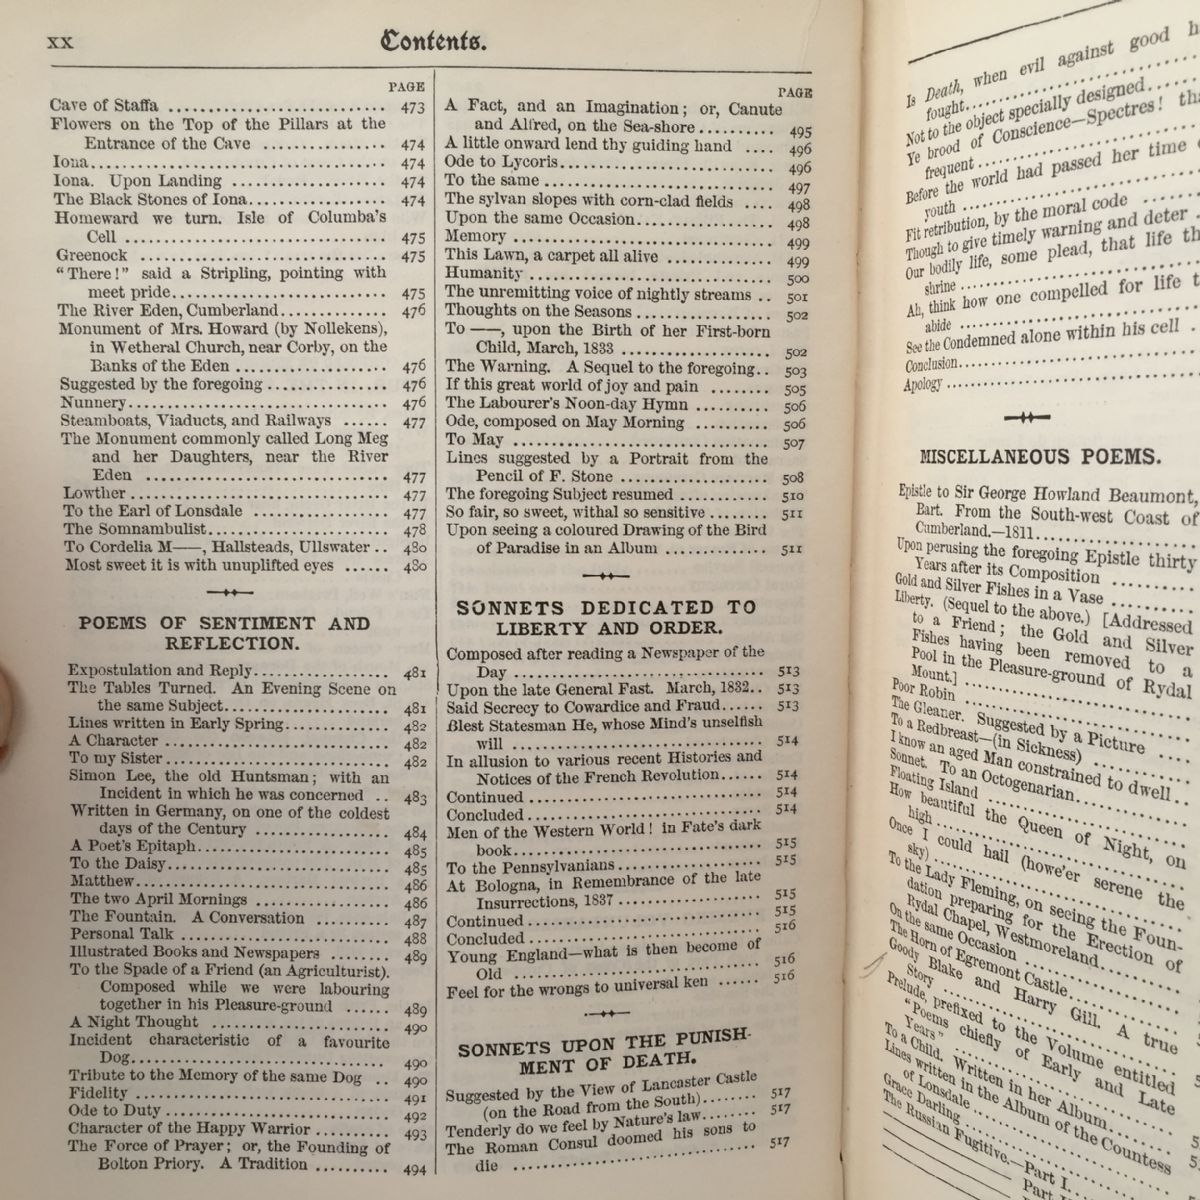 xx
Contents.
PAGE
Cave of Staffa ........................... 473
Flowers on the Top of the Pillars at the
Entrance of the Cave ............... 474
Iona..................................... 474
Iona. Upon Landing ................... 474
The Black Stones of Iona................. 474
Homeward we turn. Isle of Columba's
Cell ................................ 475
Greenock ............................... 475
"There!" said a Stripling, pointing with
meet pride........................... 475
The River Eden, Cumberland............. 476
Monument of Mrs. Howard (by Nollekens),
in Wetheral Church, near Corby, on the
Banks of the Eden ................... 476
Suggested by the foregoing ............... 476
Nunnery................................ 476
Steamboats, Viaducts, and Railways ...... 477
The Monument commonly called Long Meg
and her Daughters, near the River
Eden .............................. 477
Lowther ................................ 477
To the Earl of Lonsdale ................. 477
The Somnambulist....................... 478
To Cordelia M——, Hallsteads, Ullswater .. 480
Most sweet it is with unuplifted eyes ...... 480
POEMS OF SENTIMENT AND
REFLECTION.
Expostulation and Reply................. 481
The Tables Turned. An Evening Scene on
the same Subject..................... 481
Lines written in Early Spring............. 482
A Character ............................ 482
To my Sister ............................ 482
Simon Lee, the old Huntsman; with an
Incident in which he was concerned .. 483
Written in Germany, on one of the coldest
days of the Century ................. 484
A Poet's Epitaph........................ 485
To the Daisy............................ 485
Matthew............................... 486
The two April Mornings ................. 486
The Fountain. A Conversation ........... 487
Personal Talk .......................... 488
Illustrated Books and Newspapers ........ 489
To the Spade of a Friend (an Agriculturist).
Composed while we were labouring
together in his Pleasure-ground ...... 489
A Night Thought ...................... 490
Incident characteristic of a favourite
Dog................................ 490
Tribute to the Memory of the same Dog .. 490
Fidelity ............................... 491
Ode to Duty ........................... 492
Character of the Happy Warrior .......... 493
The Force of Prayer; or, the Founding of
Bolton Priory. A Tradition ......... 494
PAGE
A Fact, and an Imagination; or, Canute
and Alfred, on the Sea-shore.......... 495
A little onward lend thy guiding hand .... 496
Ode to Lycoris........................... 496
To the same ............................ 497
The sylvan slopes with corn-clad fields .... 498
Upon the same Occasion................. 498
Memory ............................... 499
This Lawn, a carpet all alive ............. 499
Humanity .............................. 500
The unremitting voice of nightly streams .. 501
Thoughts on the Seasons ................. 502
To ——, upon the Birth of her First-born
Child, March, 1833 ................... 502
The Warning. A Sequel to the foregoing.. 503
If this great world of joy and pain ........ 505
The Labourer's Noon-day Hymn .......... 506
Ode, composed on May Morning .......... 506
To May ................................ 507
Lines suggested by a Portrait from the
Pencil of F. Stone .................... 508
The foregoing Subject resumed ............ 510
So fair, so sweet, withal so sensitive ........ 511
Upon seeing a coloured Drawing of the Bird
of Paradise in an Album ............. 511
SONNETS DEDICATED TO
LIBERTY AND ORDER.
Composed after reading a Newspaper of the
Day ................................ 513
Upon the late General Fast. March, 1832.. 513
Said Secrecy to Cowardice and Fraud...... 513
Blest Statesman He, whose Mind's unselfish
will ................................ 514
In allusion to various recent Histories and
Notices of the French Revolution...... 514
Continued .............................. 514
Concluded .............................. 514
Men of the Western World! in Fate's dark
book................................ 515
To the Pennsylvanians.................... 515
At Bologna, in Remembrance of the late
Insurrections, 1837 .................. 515
Continued .............................. 515
Concluded .............................. 516
Young England—what is then become of
Old ................................ 516
Feel for the wrongs to universal ken ...... 516
SONNETS UPON THE PUNISH-
MENT OF DEATH.
Suggested by the View of Lancaster Castle
(on the Road from the South)........ 517
Tenderly do we feel by Nature's law........ 517
The Roman Consul doomed his sons to
die ................................ 517
Is Death, when evil against good
fought..............................
Not to the object specially designed......
Ye brood of Conscience—Spectres!
frequent ............................
Before the world had passed her time
youth ..............................
Fit retribution, by the moral code ........
Though to give timely warning and deter ..
Our bodily life, some plead, that life
shrine ..............................
Ah, think how one compelled for life
abide ..............................
See the Condemned alone within his cell ..
Conclusion..............................
Apology ...............................
MISCELLANEOUS POEMS.
Epistle to Sir George Howland Beaumont,
Bart. From the South-west Coast of
Cumberland.—1811...................
Upon perusing the foregoing Epistle thirty
Years after its Composition ..........
Gold and Silver Fishes in a Vase ..........
Liberty. (Sequel to the above.) [Addressed
to a Friend; the Gold and Silver
Fishes having been removed to a
Pool in the Pleasure-ground of Rydal
Mount.] ............................
Poor Robin ............................
The Gleaner. Suggested by a Picture ....
To a Redbreast—(in Sickness) ............
I know an aged Man constrained to dwell..
Sonnet. To an Octogenarian..............
Floating Island ........................
How beautiful the Queen of Night, on
high ..............................
Once I could hail (howe'er serene the
sky) ..............................
To the Lady Fleming, on seeing the Foun-
dation preparing for the Erection of
Rydal Chapel, Westmoreland..........
On the same Occasion ...................
The Horn of Egremont Castle............
Goody Blake and Harry Gill. A true
Story ..............................
Prelude, prefixed to the Volume entitled
"Poems chiefly of Early and Late
Years" ............................
To a Child. Written in her Album........
Lines written in the Album of the Countess
of Lonsdale ........................
Grace Darling ..........................
The Russian Fugitive.—Part I............
Part